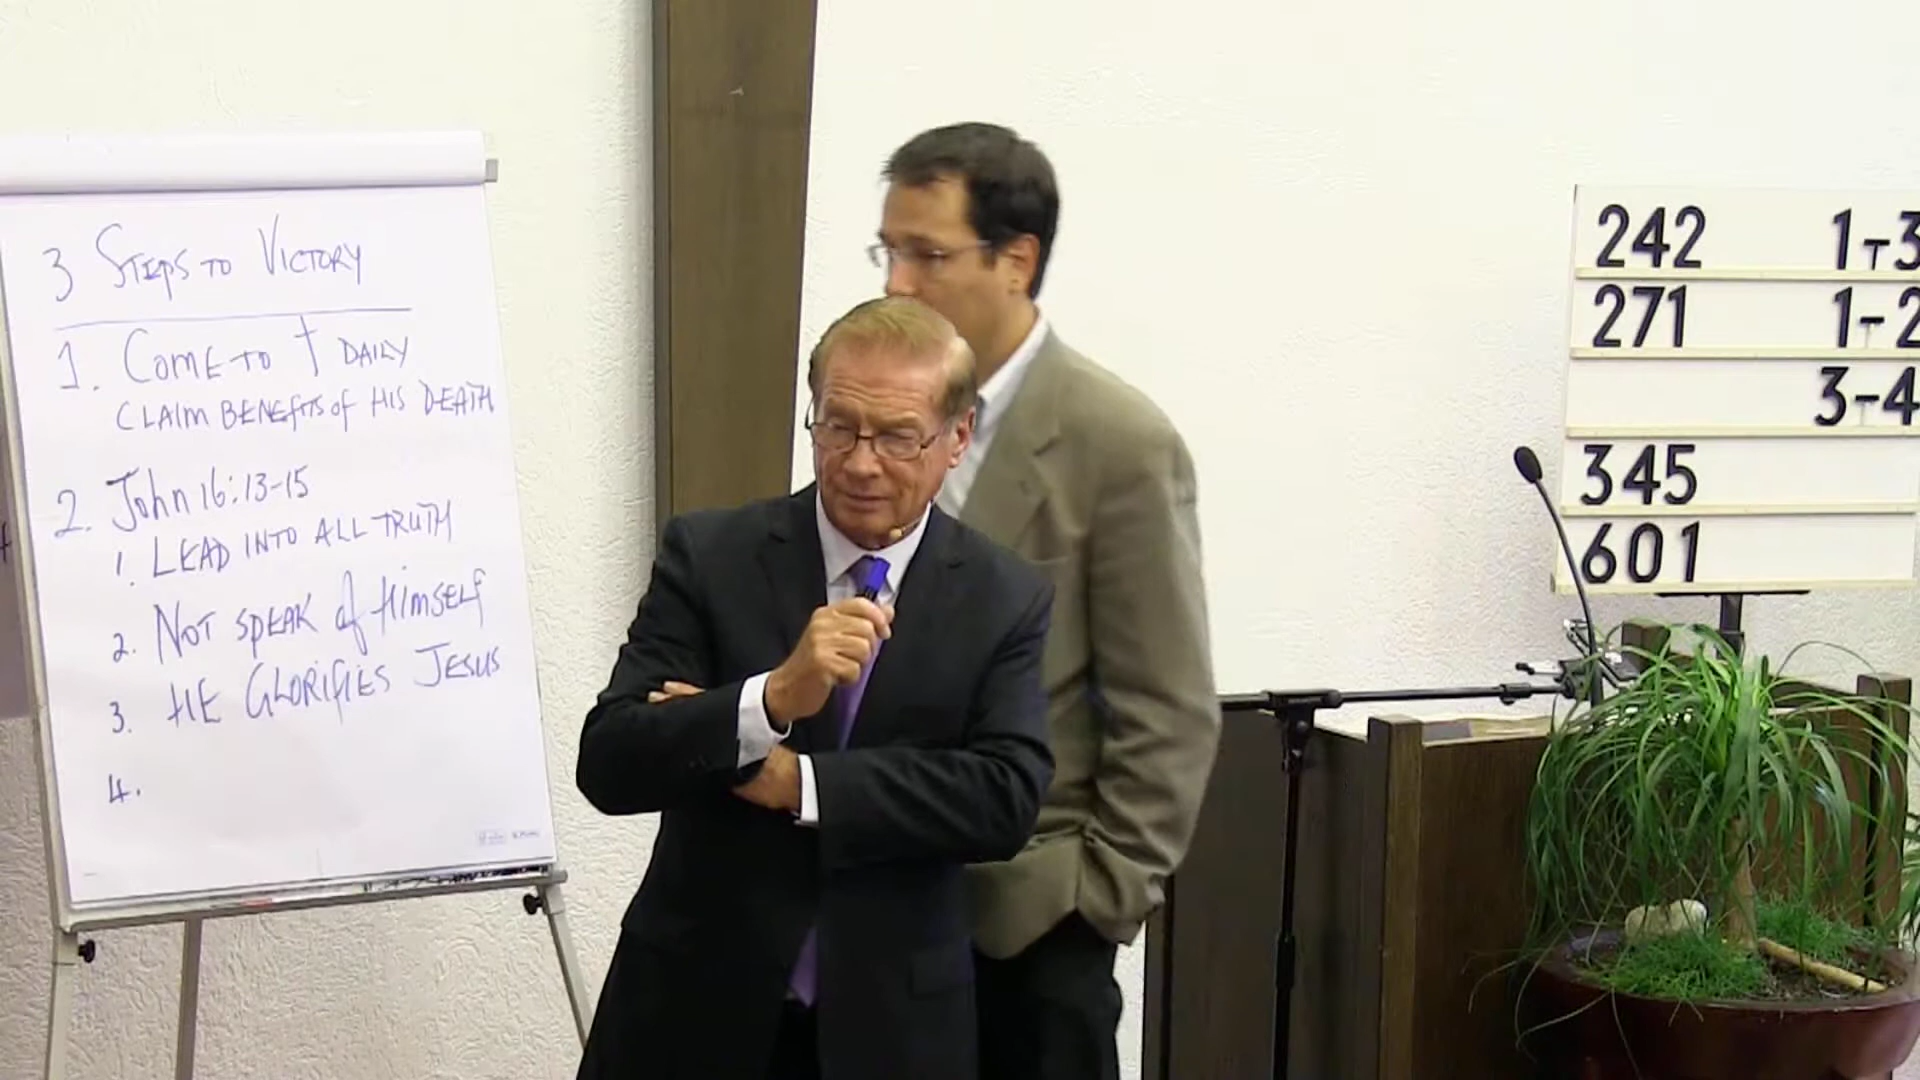 3 STEPS TO VICTORY
1. COME TO † DAILY
CLAIM BENEFITS of HIS DEATH
2. John 16:13-15
1. LEAD INTO ALL TRUTH
2. NOT SPEAK of HIMSELF
3. HE GLORIFIES JESUS
4.
242 1-3
271 1-2
3-4
345
601